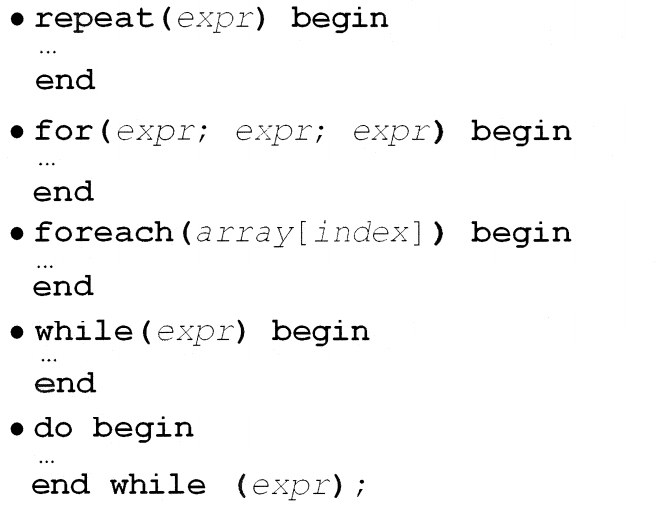 • repeat(expr) begin
...
end
• for(expr; expr; expr) begin
...
end
• foreach(array[index]) begin
...
end
• while(expr) begin
...
end
• do begin
...
end while (expr);